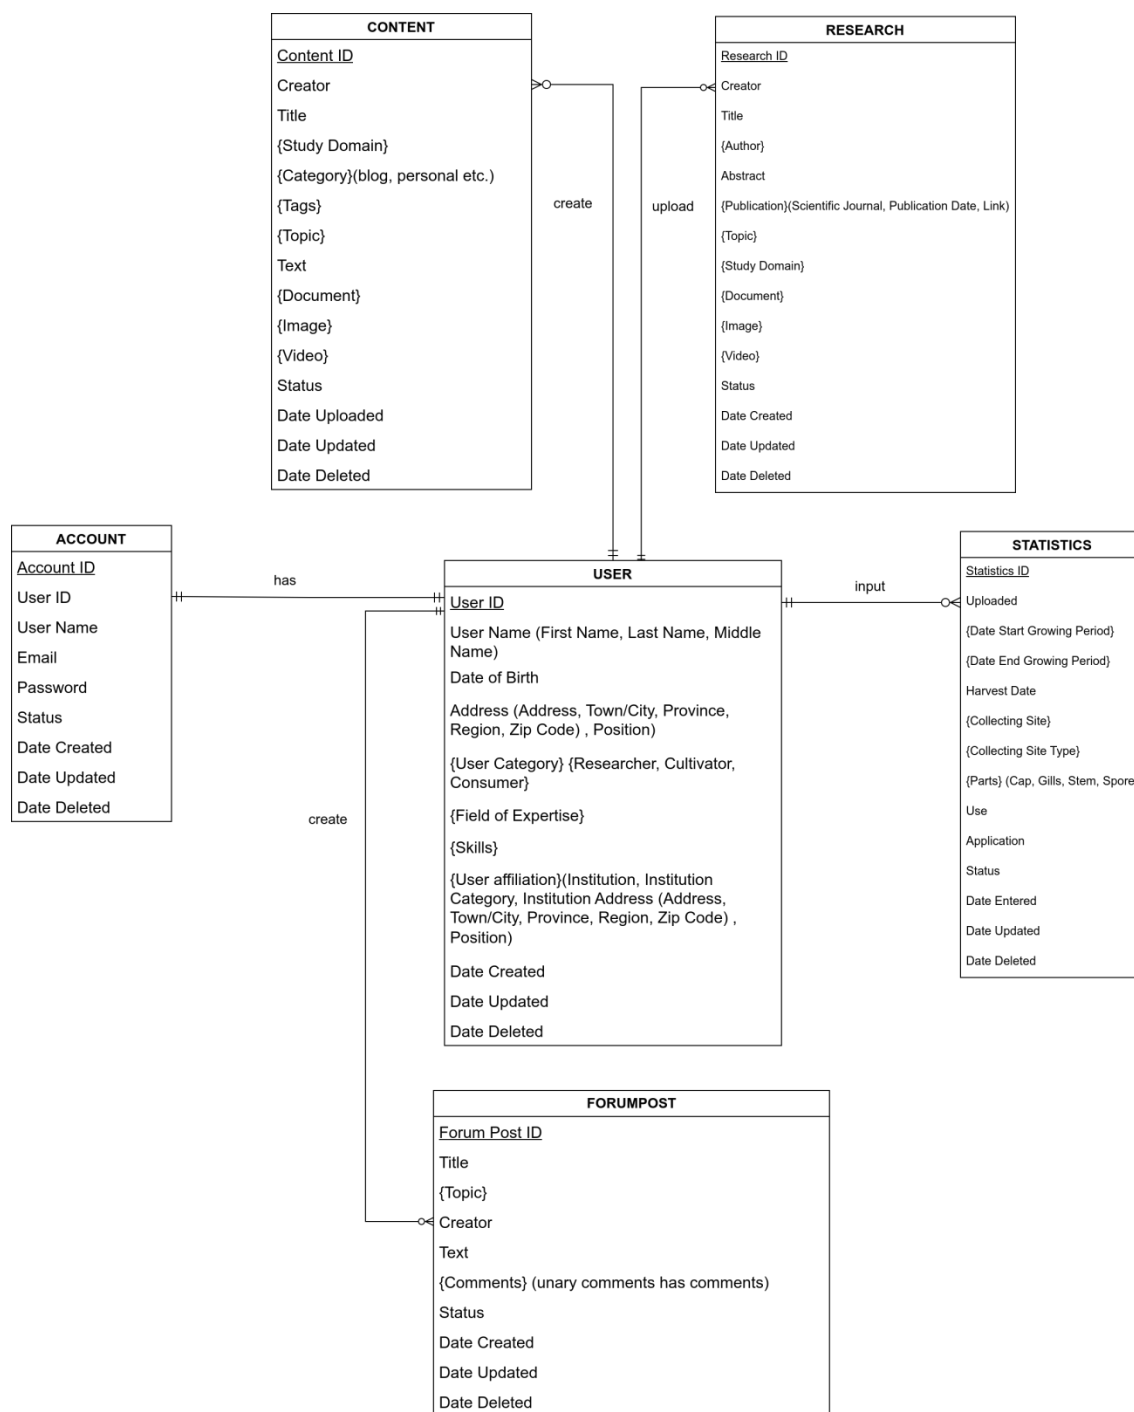 CONTENT
Content ID
Creator
Title
{Study Domain}
{Category}(blog, personal etc.)
{Tags}
{Topic}
Text
{Document}
{Image}
{Video}
Status
Date Uploaded
Date Updated
Date Deleted
create
upload
RESEARCH
Research ID
Creator
Title
{Author}
Abstract
{Publication}(Scientific Journal, Publication Date, Link)
{Topic}
{Study Domain}
{Document}
{Image}
{Video}
Status
Date Created
Date Updated
Date Deleted
ACCOUNT
Account ID
User ID
User Name
Email
Password
Status
Date Created
Date Updated
Date Deleted
has
create
USER
User ID
User Name (First Name, Last Name, Middle
Name)
Date of Birth
Address (Address, Town/City, Province,
Region, Zip Code) , Position)
{User Category} {Researcher, Cultivator,
Consumer}
{Field of Expertise}
{Skills}
{User affiliation}(Institution, Institution
Category, Institution Address (Address,
Town/City, Province, Region, Zip Code) ,
Position)
Date Created
Date Updated
Date Deleted
input
STATISTICS
Statistics ID
Uploaded
{Date Start Growing Period}
{Date End Growing Period}
Harvest Date
{Collecting Site}
{Collecting Site Type}
{Parts} (Cap, Gills, Stem, Spore
Use
Application
Status
Date Entered
Date Updated
Date Deleted
FORUMPOST
Forum Post ID
Title
{Topic}
Creator
Text
{Comments} (unary comments has comments)
Status
Date Created
Date Updated
Date Deleted